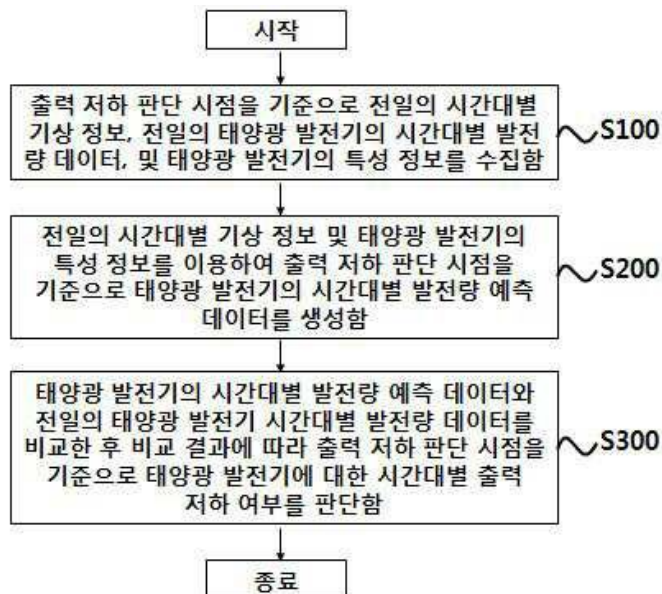 시작
출력 저하 판단 시점을 기준으로 전일의 시간대별
기상 정보, 전일의 태양광 발전기의 시간대별 발전
량 데이터, 및 태양광 발전기의 특성 정보를 수집함
S100
전일의 시간대별 기상 정보 및 태양광 발전기의
특성 정보를 이용하여 출력 저하 판단 시점을
기준으로 태양광 발전기의 시간대별 발전량 예측
데이터를 생성함
S200
태양광 발전기의 시간대별 발전량 예측 데이터와
전일의 태양광 발전기 시간대별 발전량 데이터를
비교한 후 비교 결과에 따라 출력 저하 판단 시점을
기준으로 태양광 발전기에 대한 시간대별 출력
저하 여부를 판단함
S300
종료